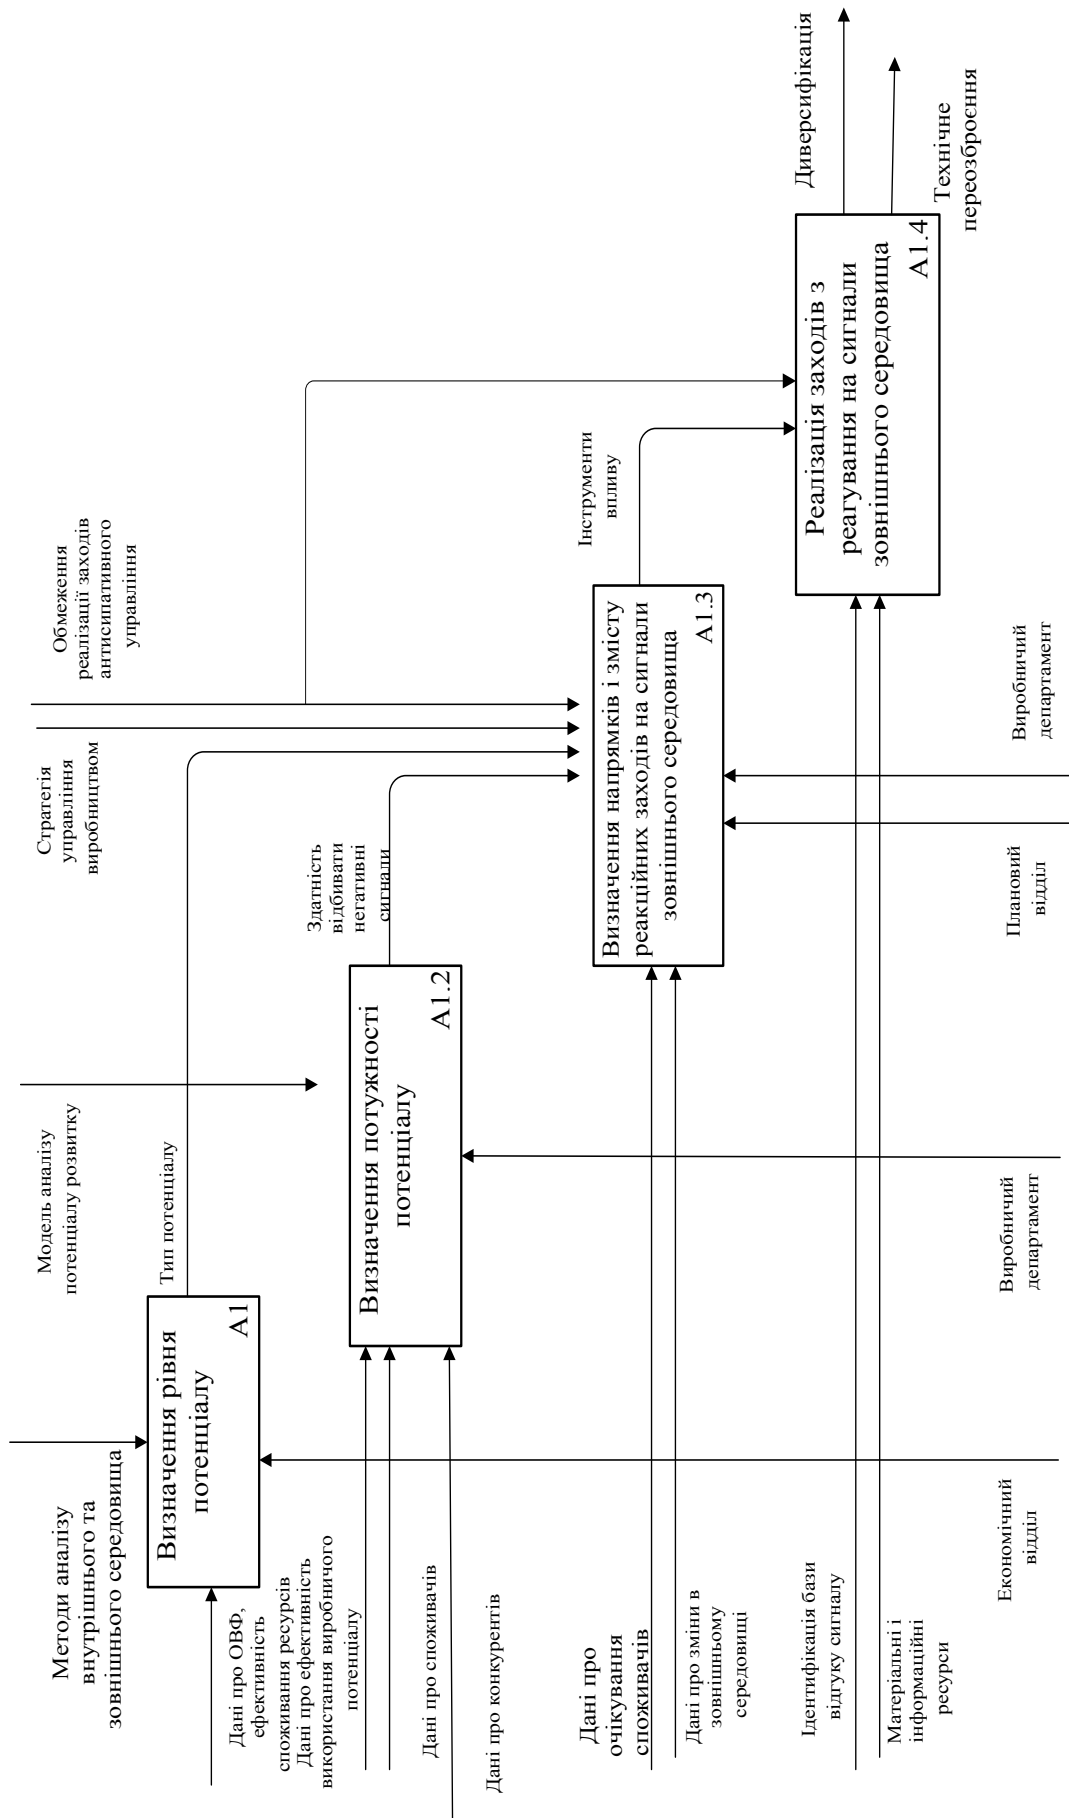 Методи аналізу
внутрішнього та
зовнішнього середовища
Модель аналізу
потенціалу розвитку
Стратегія
управління
виробництвом
Обмеження
реалізації заходів
антисипативного
управління
Визначення рівня
потенціалу
А1
Тип потенціалу
Дані про ОВФ,
ефективність
споживання ресурсів
Дані про ефективність
використання виробничого
потенціалу
Дані про споживачів
Дані про конкурентів
Визначення потужності
потенціалу
А1.2
Здатність
відбивати
негативні
сигнали
Дані про
очікування
споживачів
Дані про зміни в
зовнішньому
середовищі
Визначення напрямків і змісту
реакційних заходів на сигнали
зовнішнього середовища
А1.3
Інструменти
впливу
Ідентифікація бази
відгуку сигналу
Матеріальні і
інформаційні
ресурси
Реалізація заходів з
реагування на сигнали
зовнішнього середовища
А1.4
Диверсифікація
Технічне
переозброєння
Економічний
відділ
Виробничий
департамент
Плановий
відділ
Виробничий
департамент